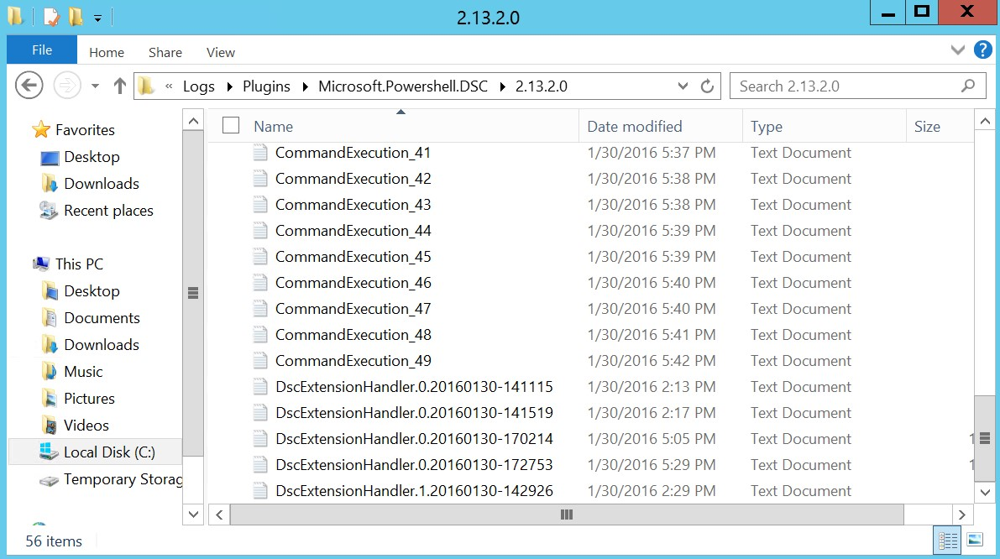 2.13.2.0
File Home Share View
« Logs Plugins Microsoft.Powershell.DSC 2.13.2.0 Search 2.13.2.0
Favorites
Desktop
Downloads
Recent places
This PC
Desktop
Documents
Downloads
Music
Pictures
Videos
Local Disk (C:)
Temporary Storag
Name Date modified Type Size
CommandExecution_41 1/30/2016 5:37 PM Text Document
CommandExecution_42 1/30/2016 5:38 PM Text Document
CommandExecution_43 1/30/2016 5:38 PM Text Document
CommandExecution_44 1/30/2016 5:39 PM Text Document
CommandExecution_45 1/30/2016 5:39 PM Text Document
CommandExecution_46 1/30/2016 5:40 PM Text Document
CommandExecution_47 1/30/2016 5:40 PM Text Document
CommandExecution_48 1/30/2016 5:41 PM Text Document
CommandExecution_49 1/30/2016 5:42 PM Text Document
DscExtensionHandler.0.20160130-141115 1/30/2016 2:13 PM Text Document
DscExtensionHandler.0.20160130-141519 1/30/2016 2:17 PM Text Document
DscExtensionHandler.0.20160130-170214 1/30/2016 5:05 PM Text Document 1
DscExtensionHandler.0.20160130-172753 1/30/2016 5:29 PM Text Document 1
DscExtensionHandler.1.20160130-142926 1/30/2016 2:29 PM Text Document
56 items